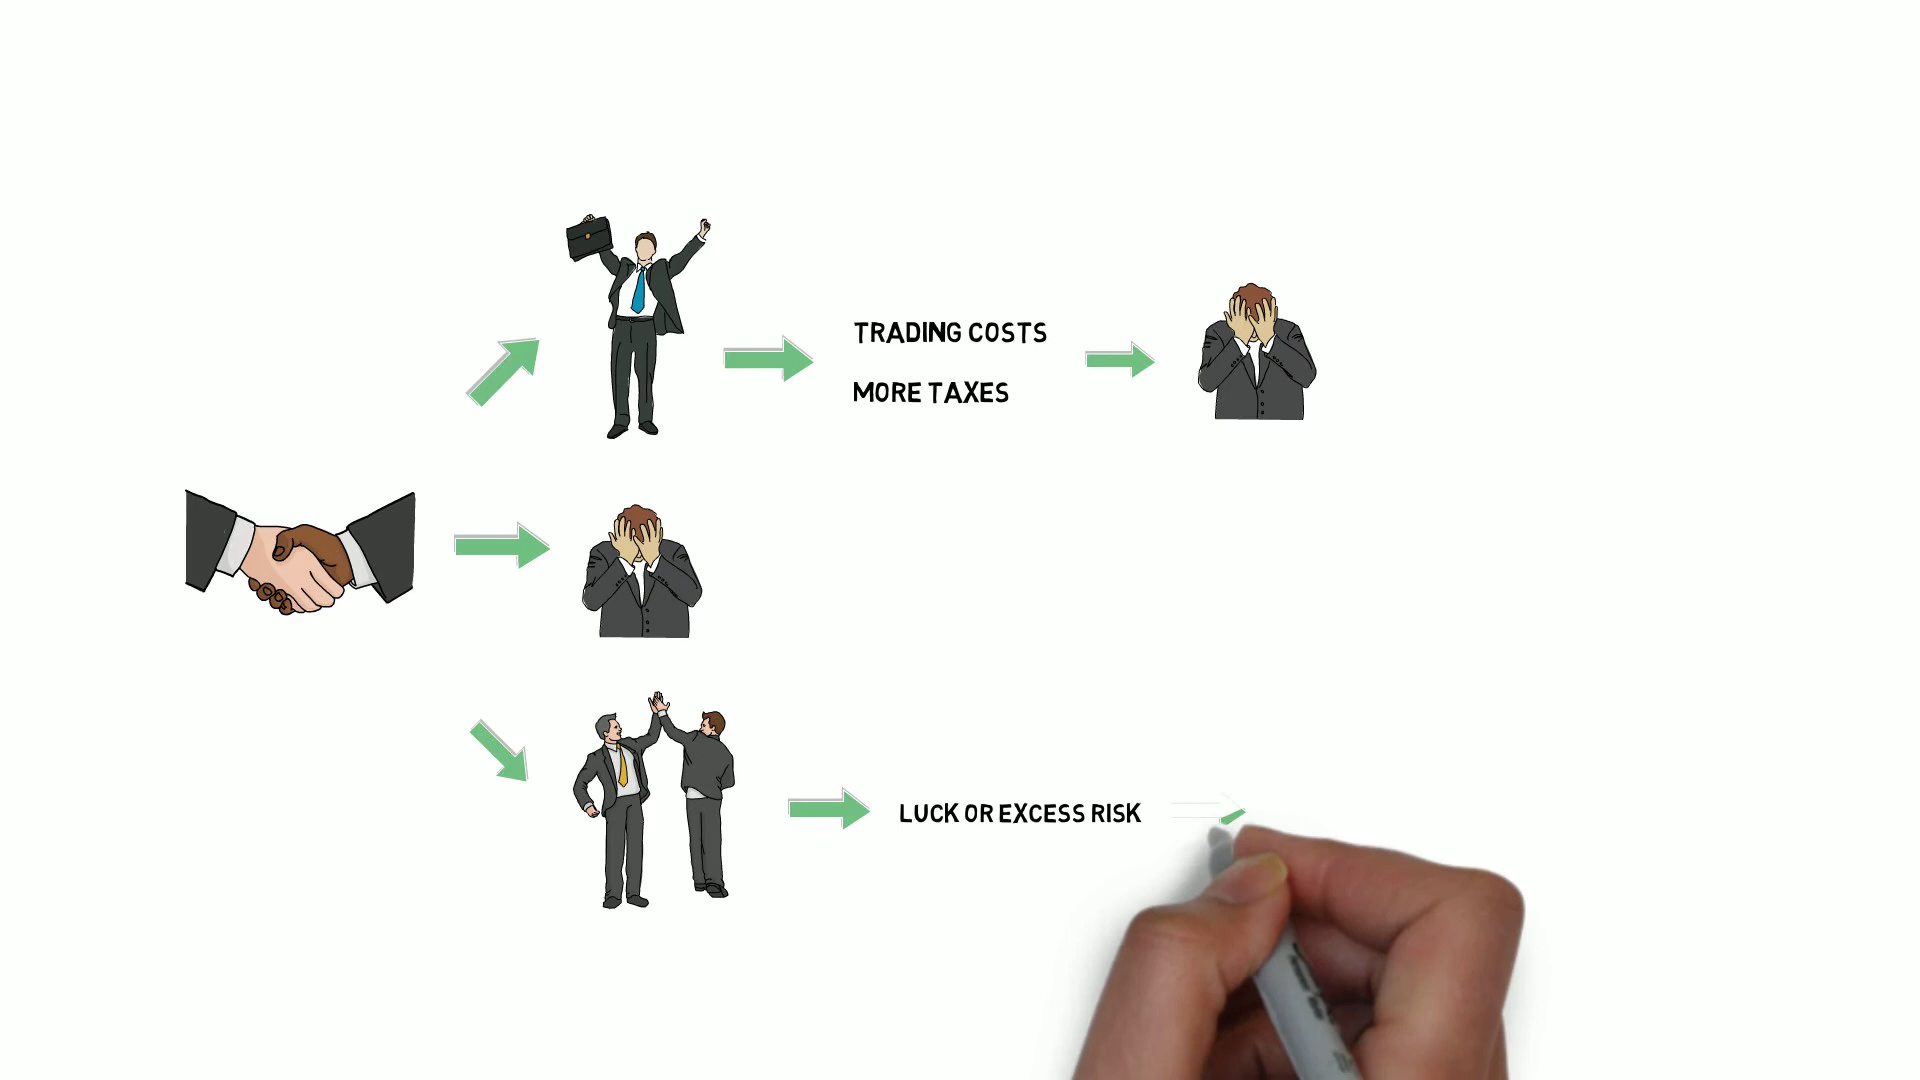 TRADING COSTS
MORE TAXES
LUCK OR EXCESS RISK